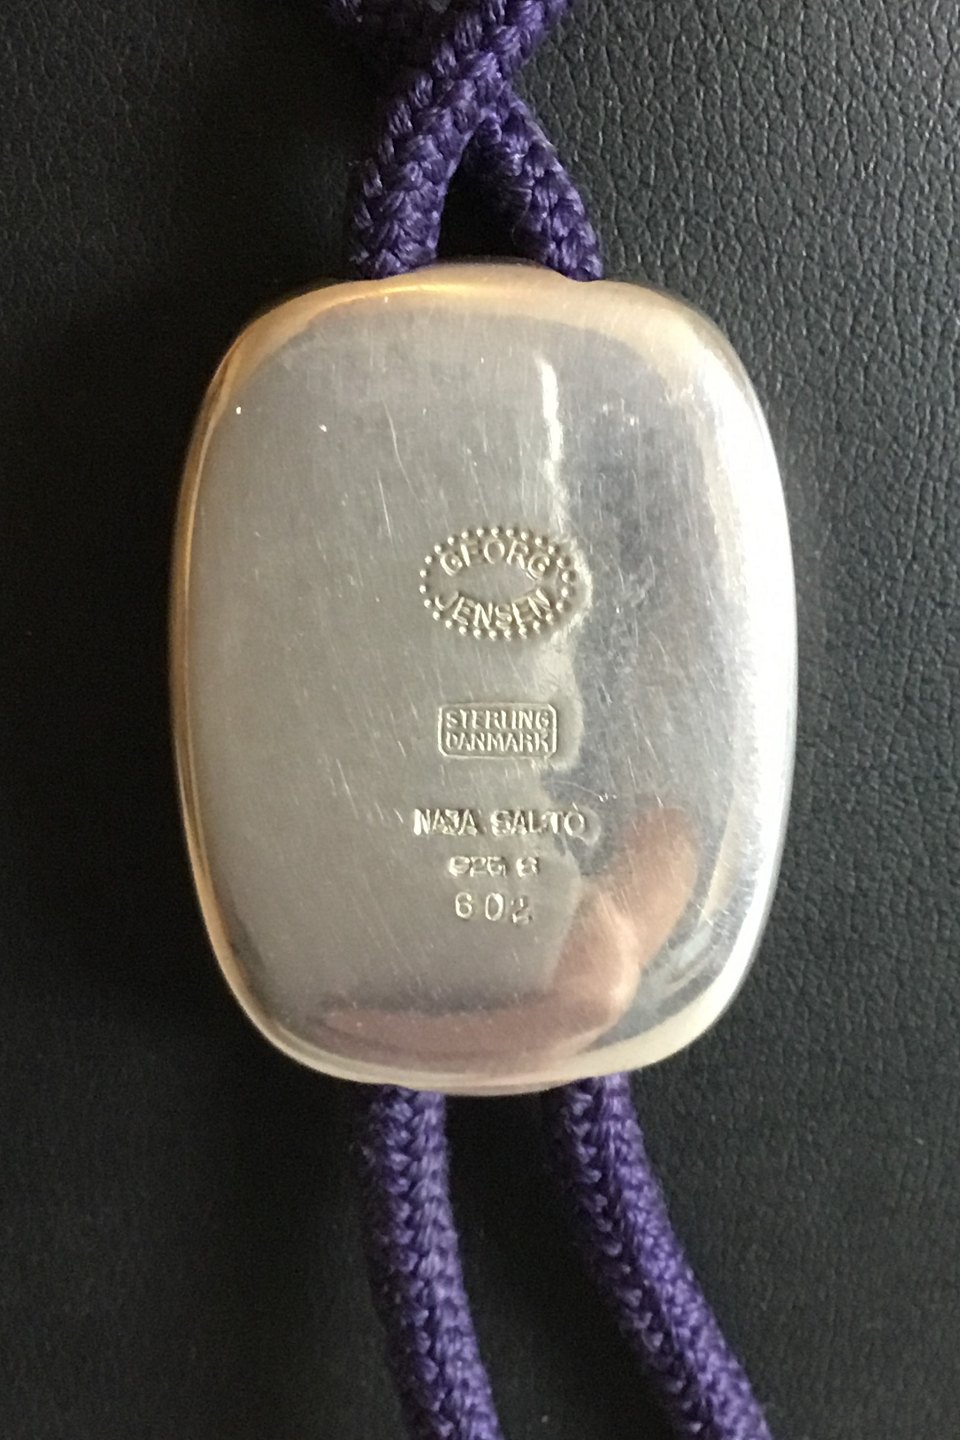 GEORG
JENSEN
STERLING
DANMARK
NAJA SALTO
925 S
602